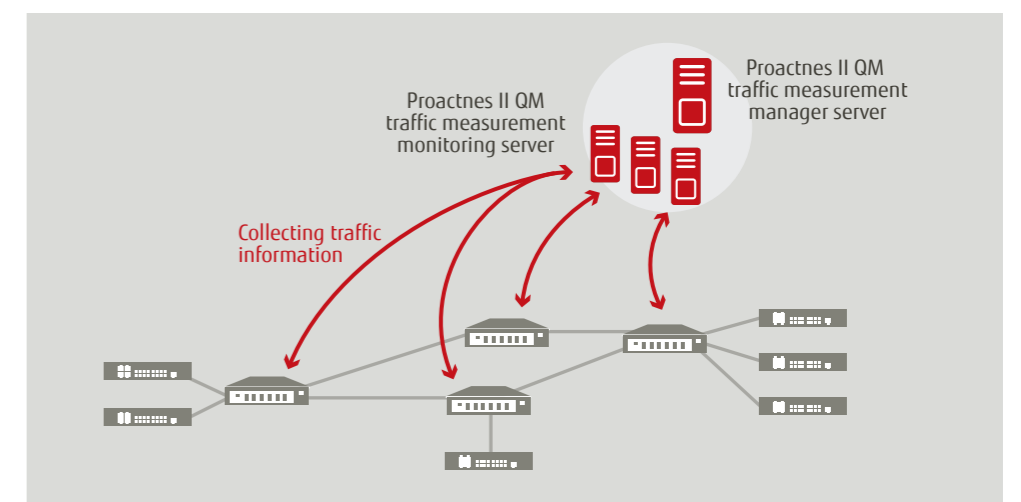 Proactnes II QM
traffic measurement
manager server
Proactnes II QM
traffic measurement
monitoring server
Collecting traffic
information